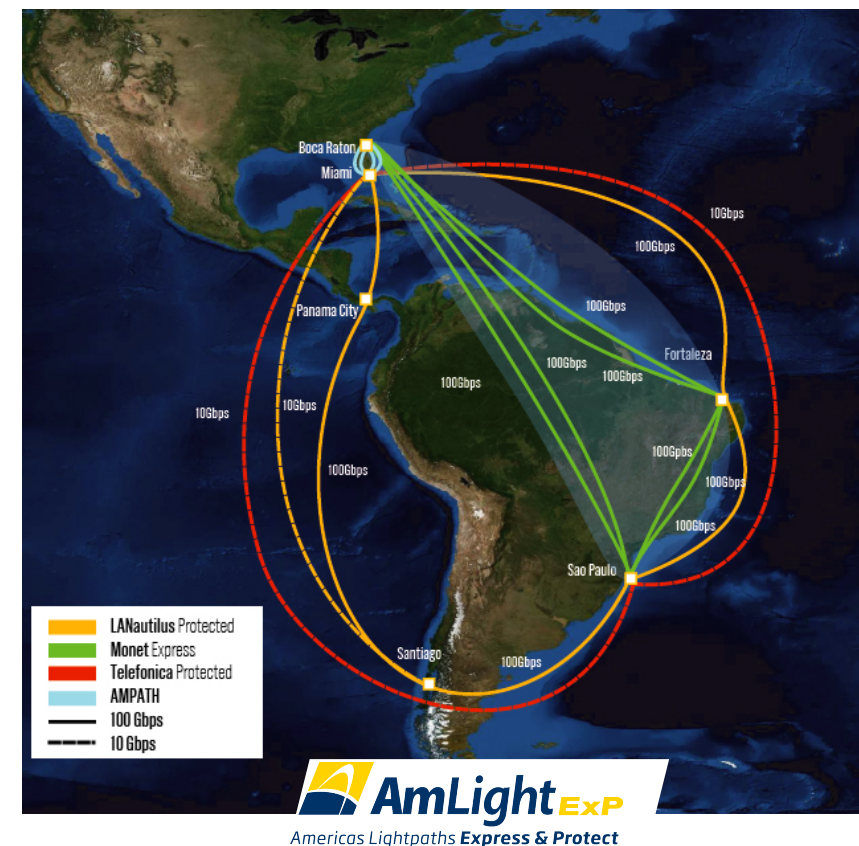 Boca Raton
Miami
10Gbps
100Gbps
Panama City
100Gbps
Fortaleza
100Gbps
100Gbps
100Gbps
10Gbps
10Gbps
100Gpbs
100Gbps
100Gbps
100Gbps
Sao Paulo
Santiago
100Gbps
LANautilus Protected
Monet Express
Telefonica Protected
AMPATH
100 Gbps
10 Gbps
AmLight ExP
Americas Lightpaths Express & Protect